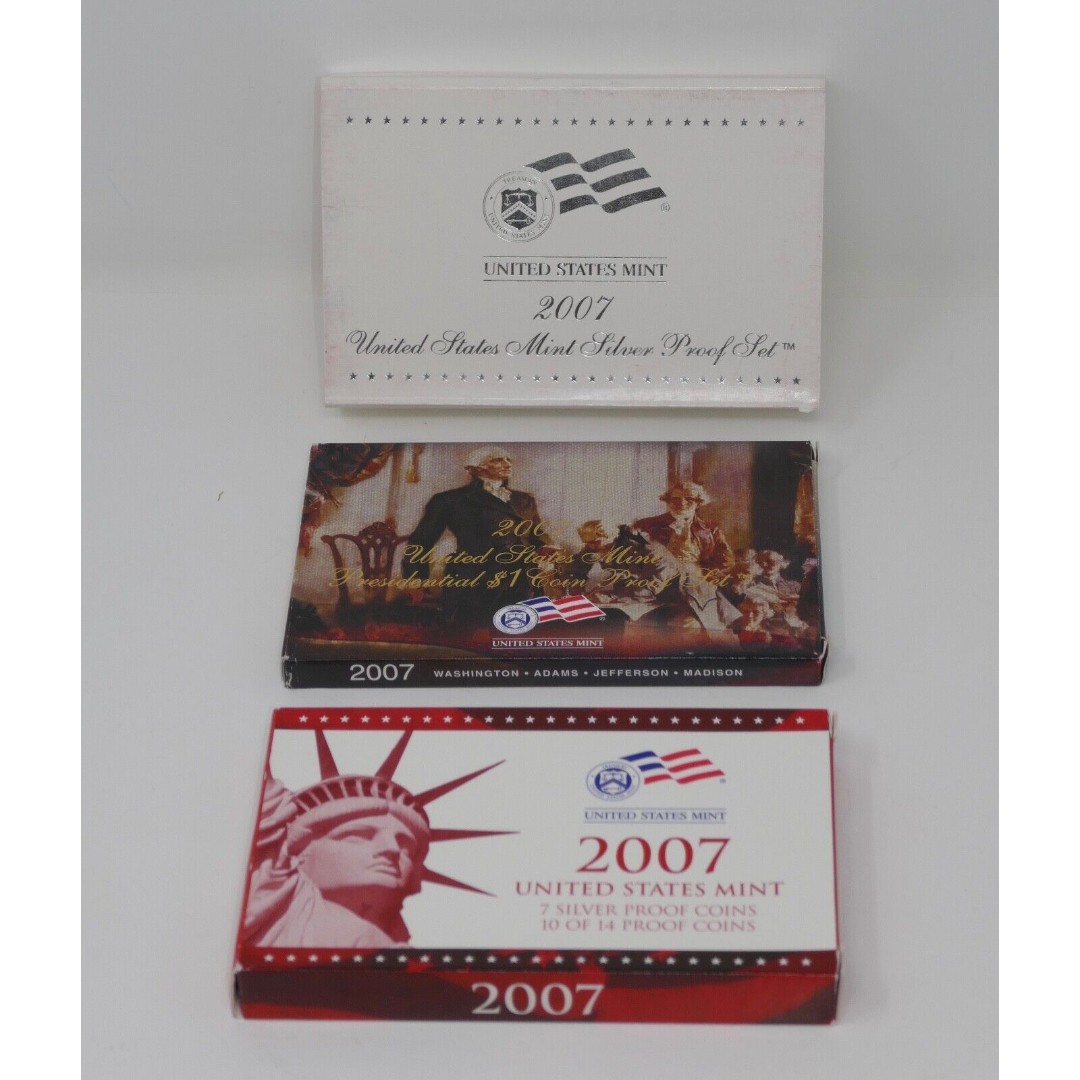 UNITED STATES MINT
2007
United States Mint Silver Proof Set™
2007
United States Mint
Presidential $1 Coin Proof Set™
UNITED STATES MINT
2007 WASHINGTON • ADAMS • JEFFERSON • MADISON
UNITED STATES MINT
2007
UNITED STATES MINT
7 SILVER PROOF COINS
10 OF 14 PROOF COINS
2007